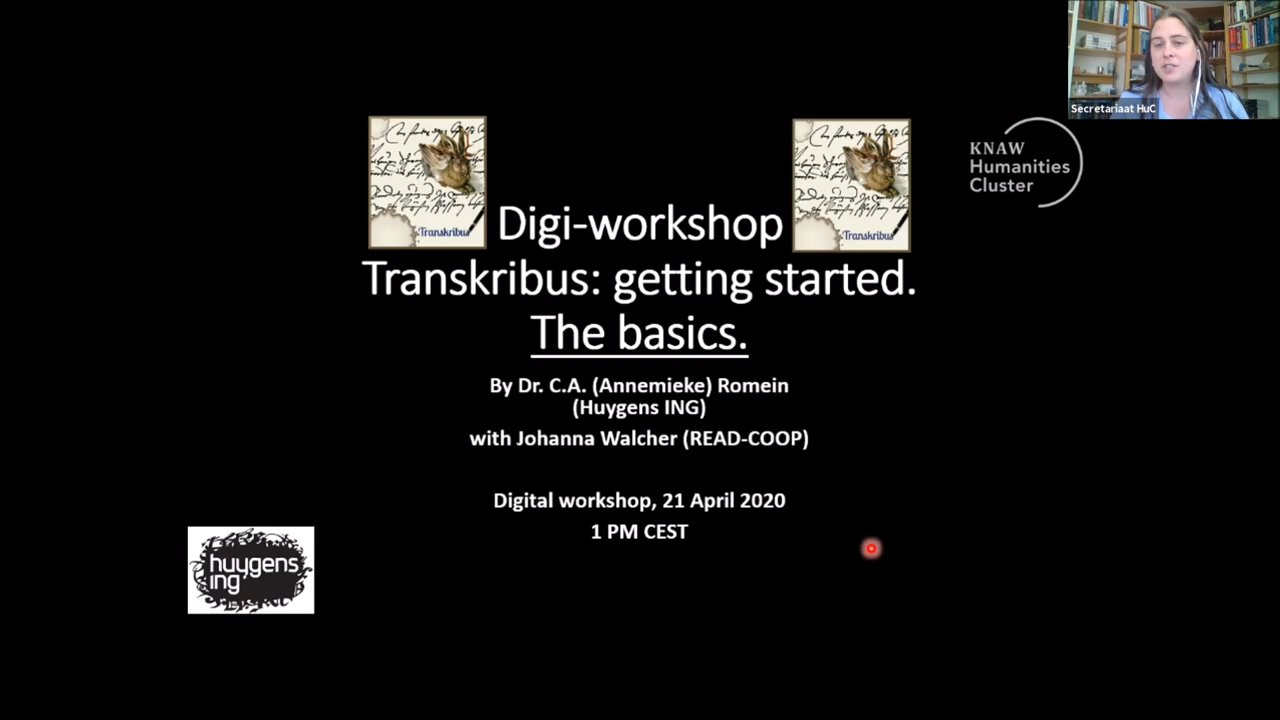 Secretariaat HuC
KNAW
Humanities
Cluster
Transkribus
Transkribus
Digi-workshop
Transkribus: getting started.
The basics.
By Dr. C.A. (Annemieke) Romein
(Huygens ING)
with Johanna Walcher (READ-COOP)
Digital workshop, 21 April 2020
1 PM CEST
huygens
ing